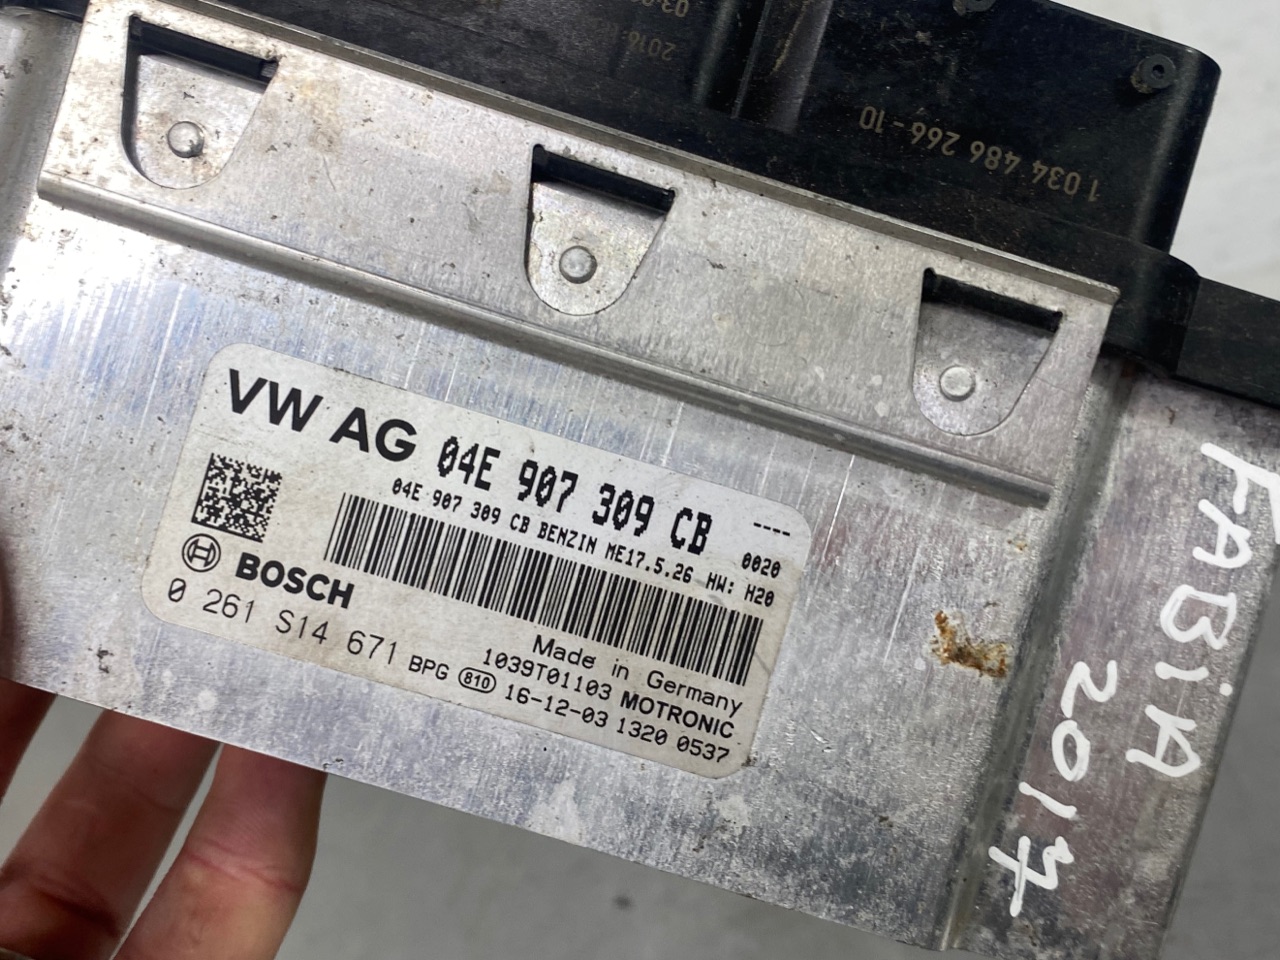 1 034 486 266-10
VW AG 04E 907 309 CB ----
04E 907 309 CB BENZIN ME17.5.26 HW: H20 0020
BOSCH
0 261 S14 671
Made in Germany
1039T01103 MOTRONIC
BPG 810 16-12-03 1320 0537
FABiA
2017